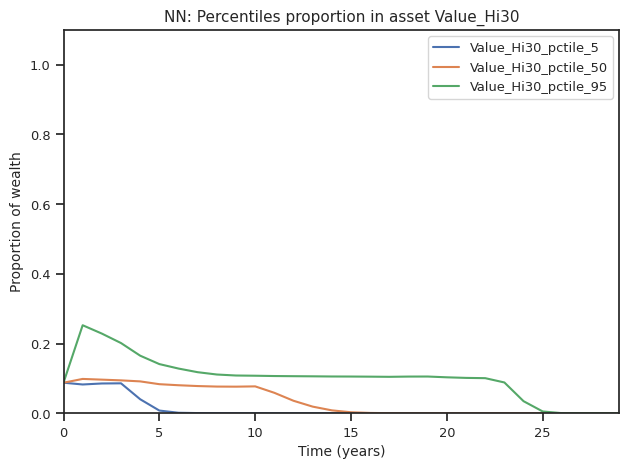 NN: Percentiles proportion in asset Value_Hi30
Value_Hi30_pctile_5
Value_Hi30_pctile_50
Value_Hi30_pctile_95
Proportion of wealth
1.0
0.8
0.6
0.4
0.2
0.0
0 5 10 15 20 25
Time (years)